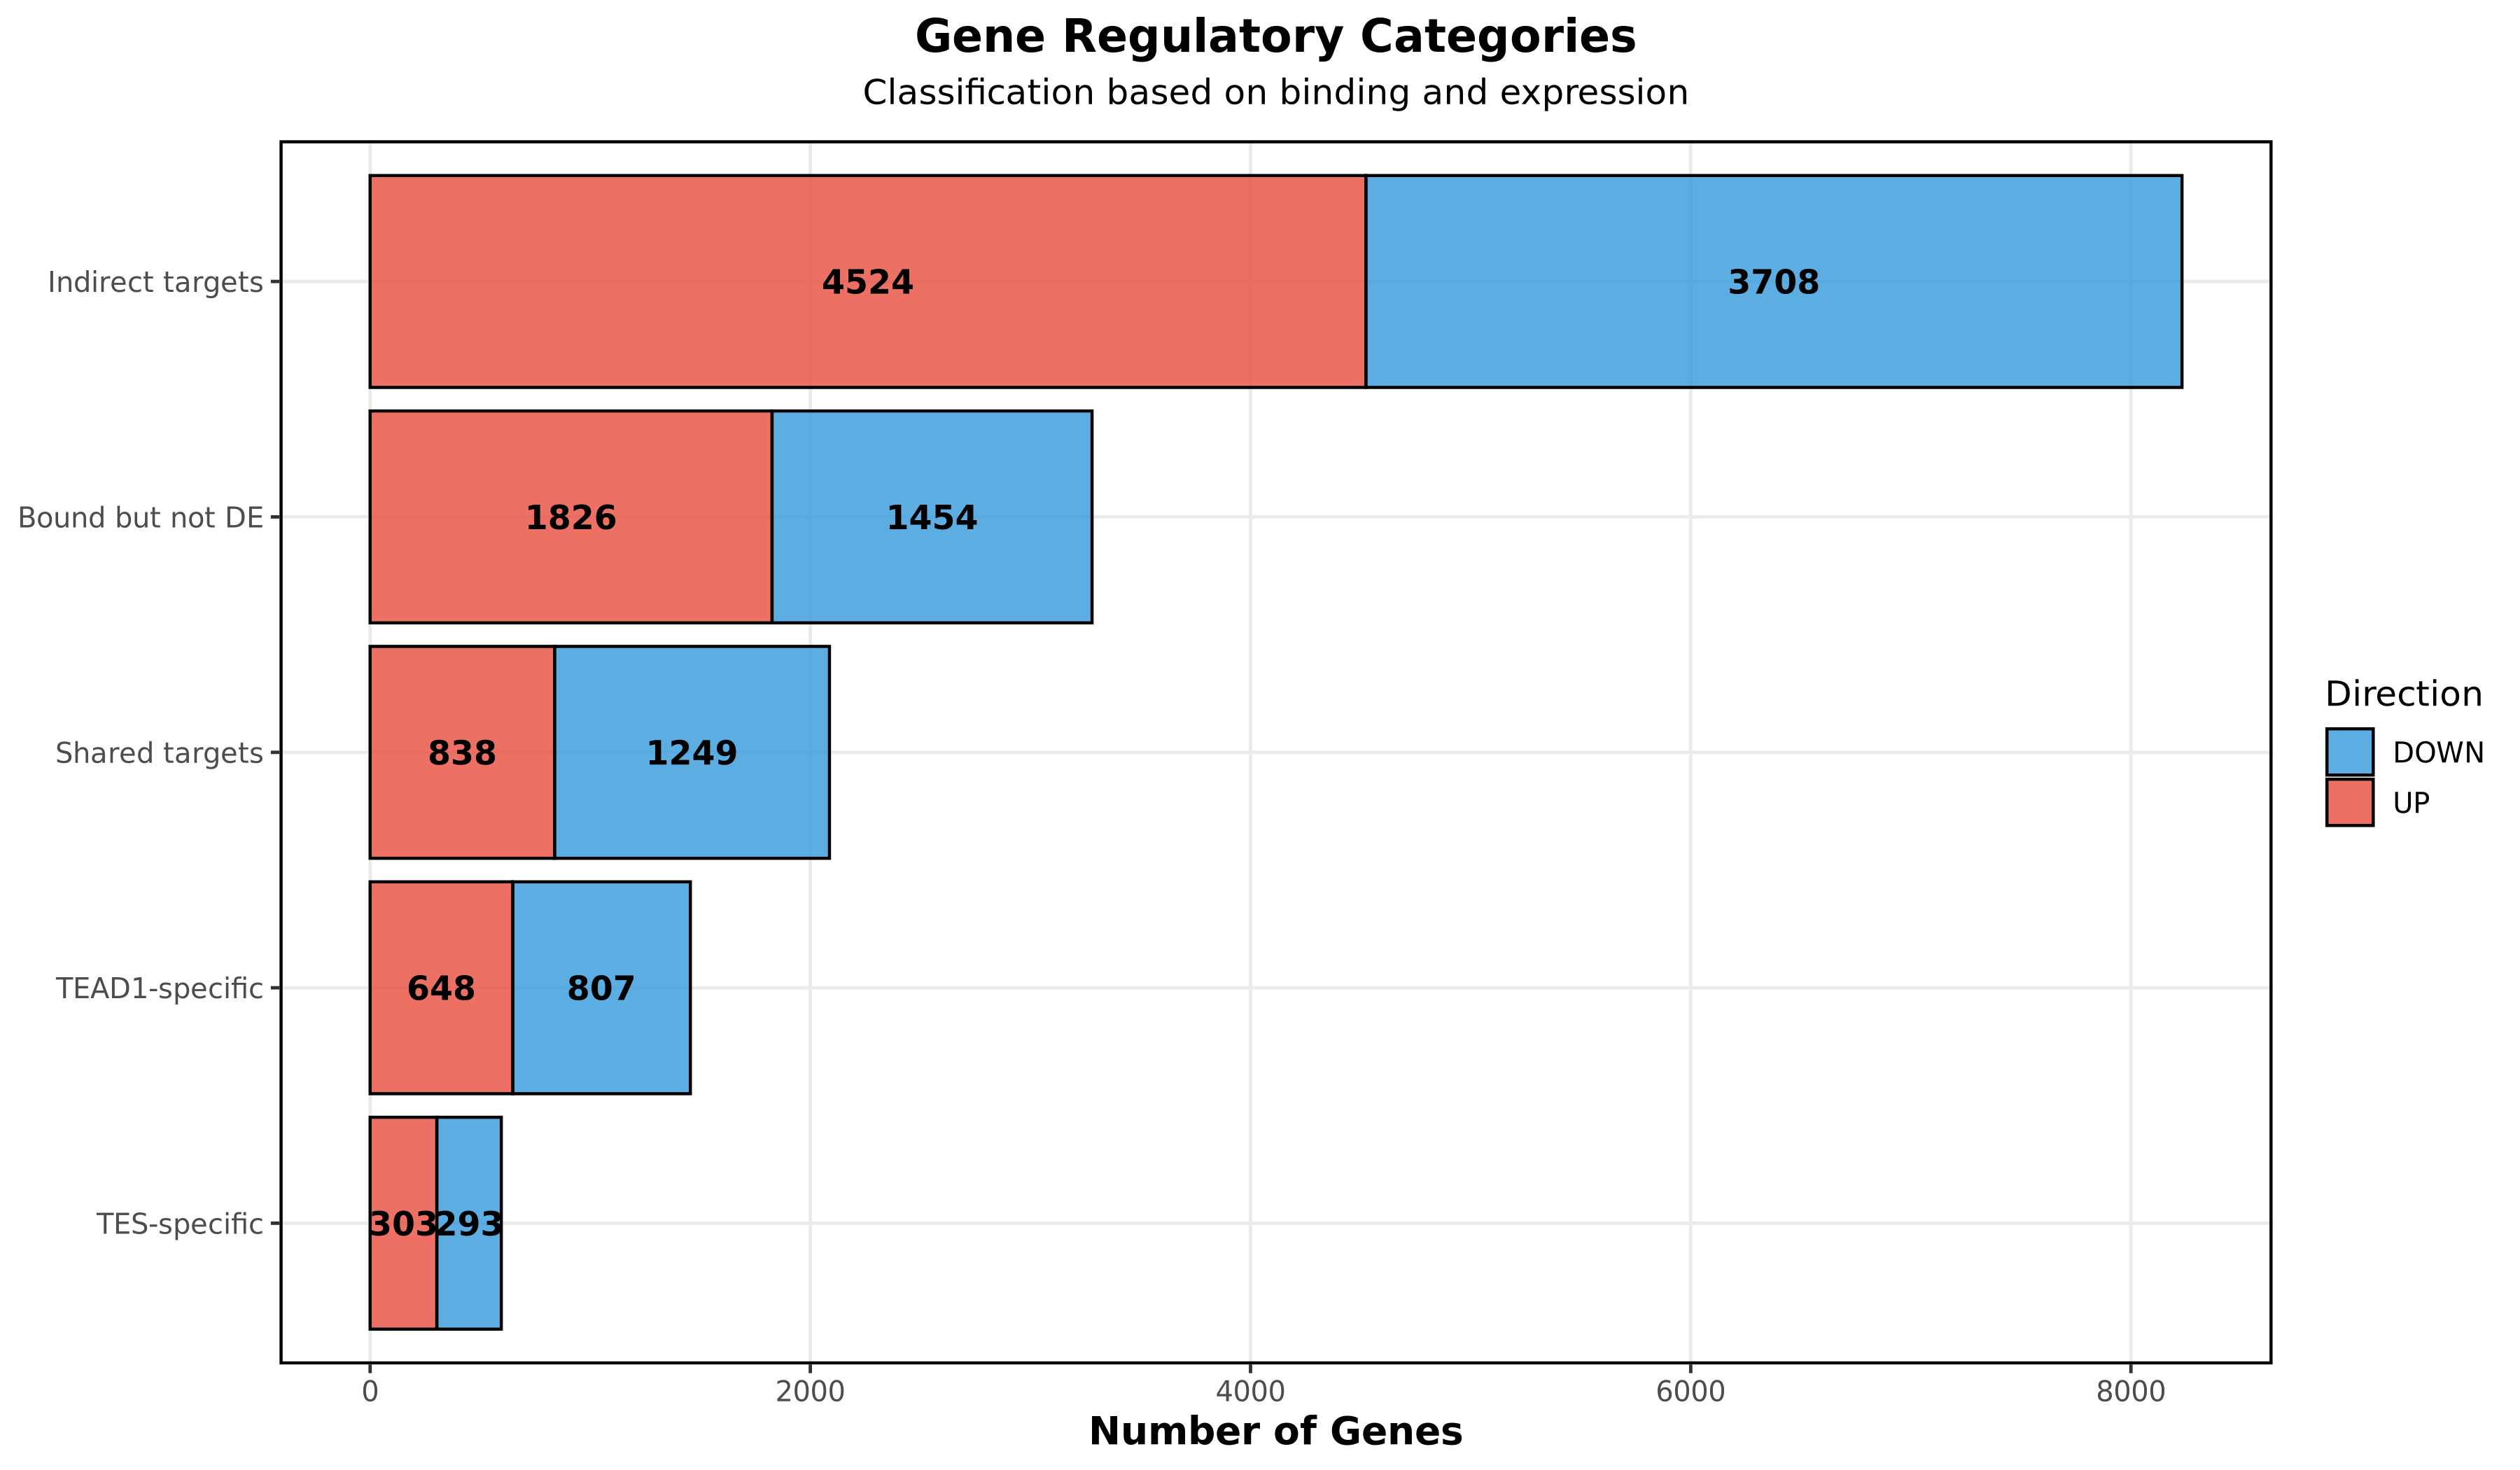 Gene Regulatory Categories
Classification based on binding and expression
Indirect targets
4524
3708
Bound but not DE
1826
1454
Shared targets
838
1249
TEAD1-specific
648
807
TES-specific
303
293
0
2000
4000
6000
8000
Number of Genes
Direction
DOWN
UP